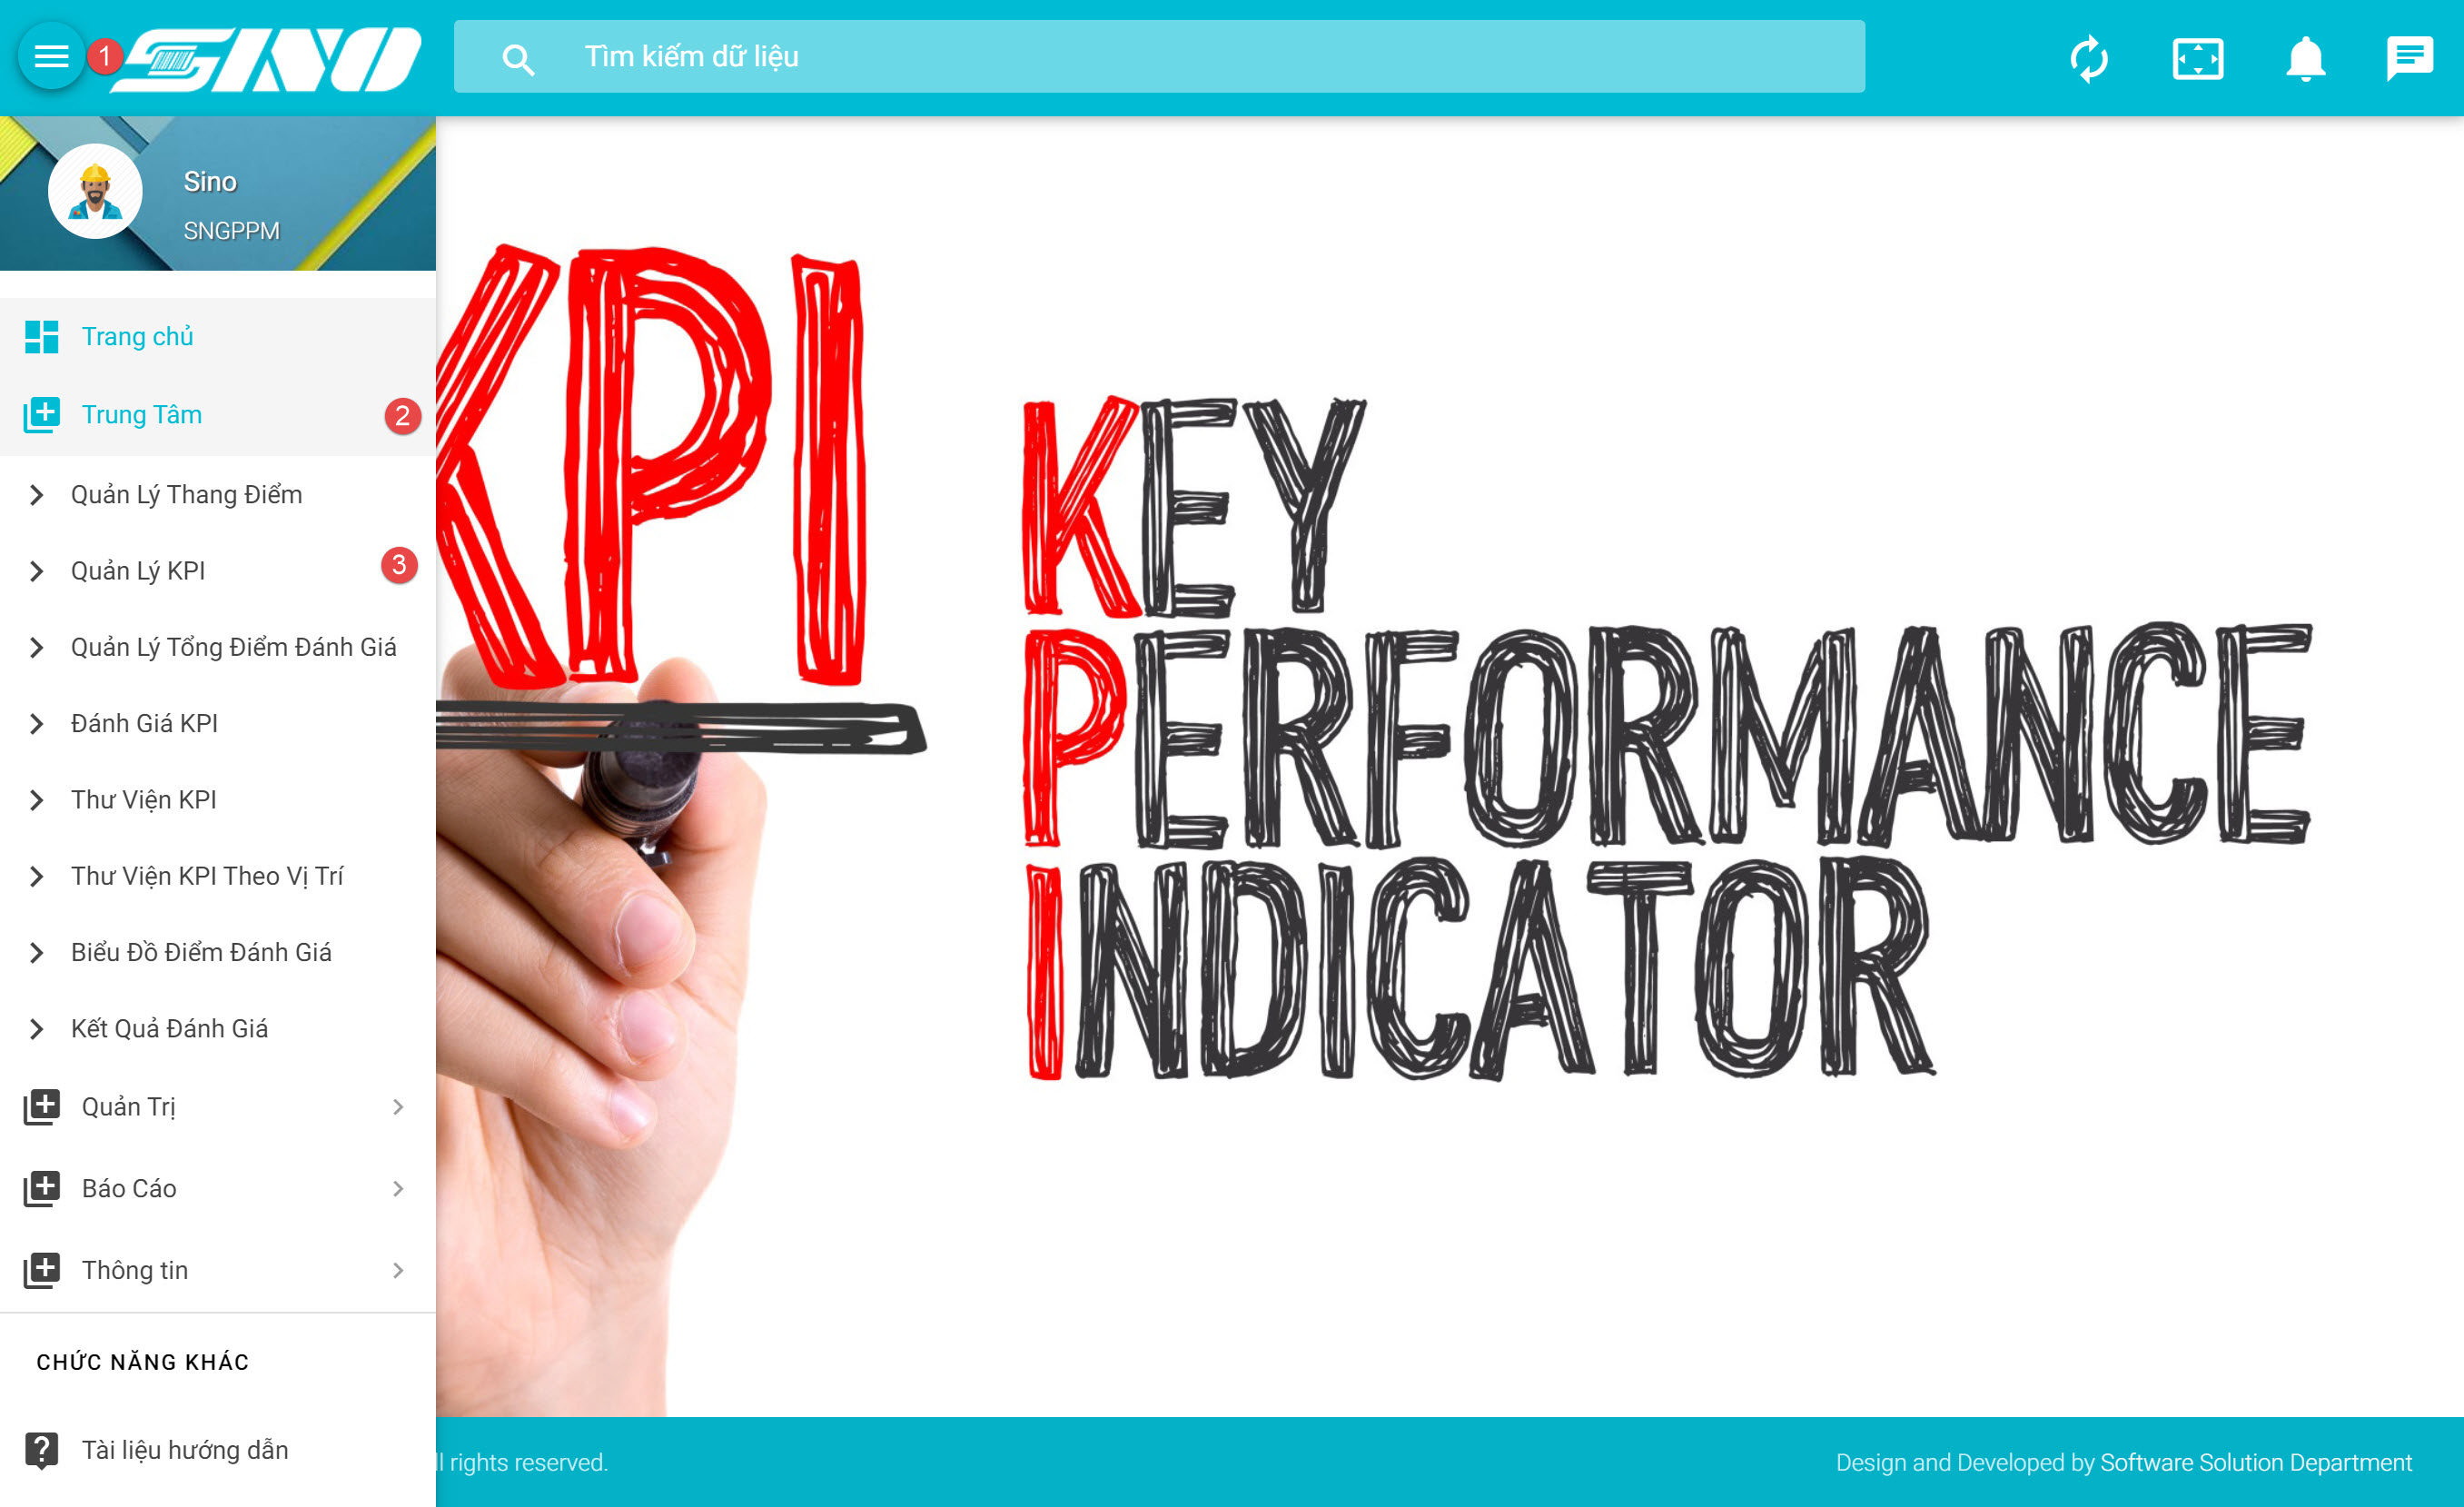 1
SINO
Tìm kiếm dữ liệu
Sino
SNGPPM
Trang chủ
Trung Tâm
2
Quản Lý Thang Điểm
Quản Lý KPI
3
Quản Lý Tổng Điểm Đánh Giá
Đánh Giá KPI
Thư Viện KPI
Thư Viện KPI Theo Vị Trí
Biểu Đồ Điểm Đánh Giá
Kết Quả Đánh Giá
Quản Trị
Báo Cáo
Thông tin
CHỨC NĂNG KHÁC
Tài liệu hướng dẫn
KPI
KEY
PERFORMANCE
INDICATOR
ll rights reserved.
Design and Developed by Software Solution Department